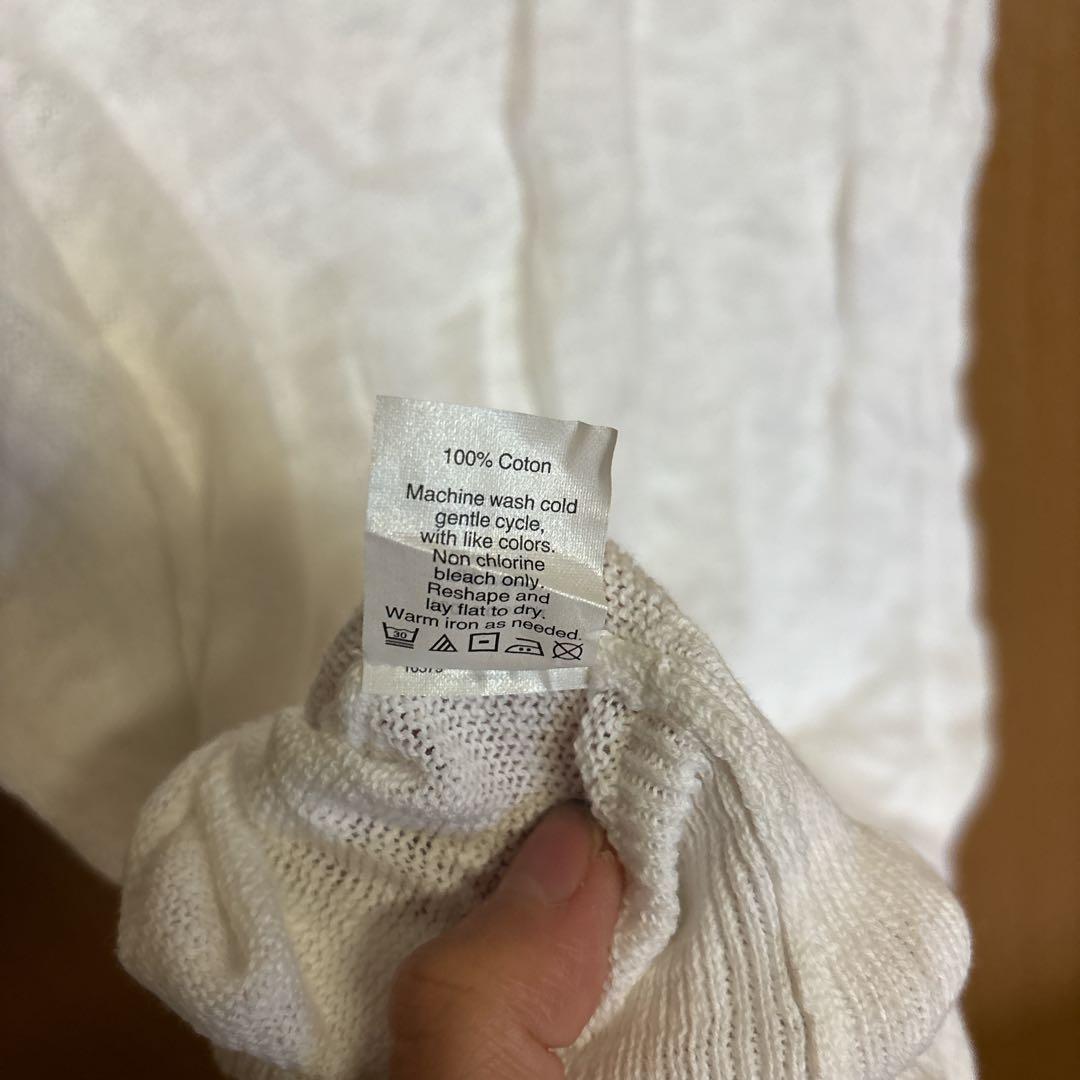 100% Coton
Machine wash cold
gentle cycle,
with like colors.
Non chlorine
bleach only.
Reshape and
lay flat to dry.
Warm iron as needed.
30